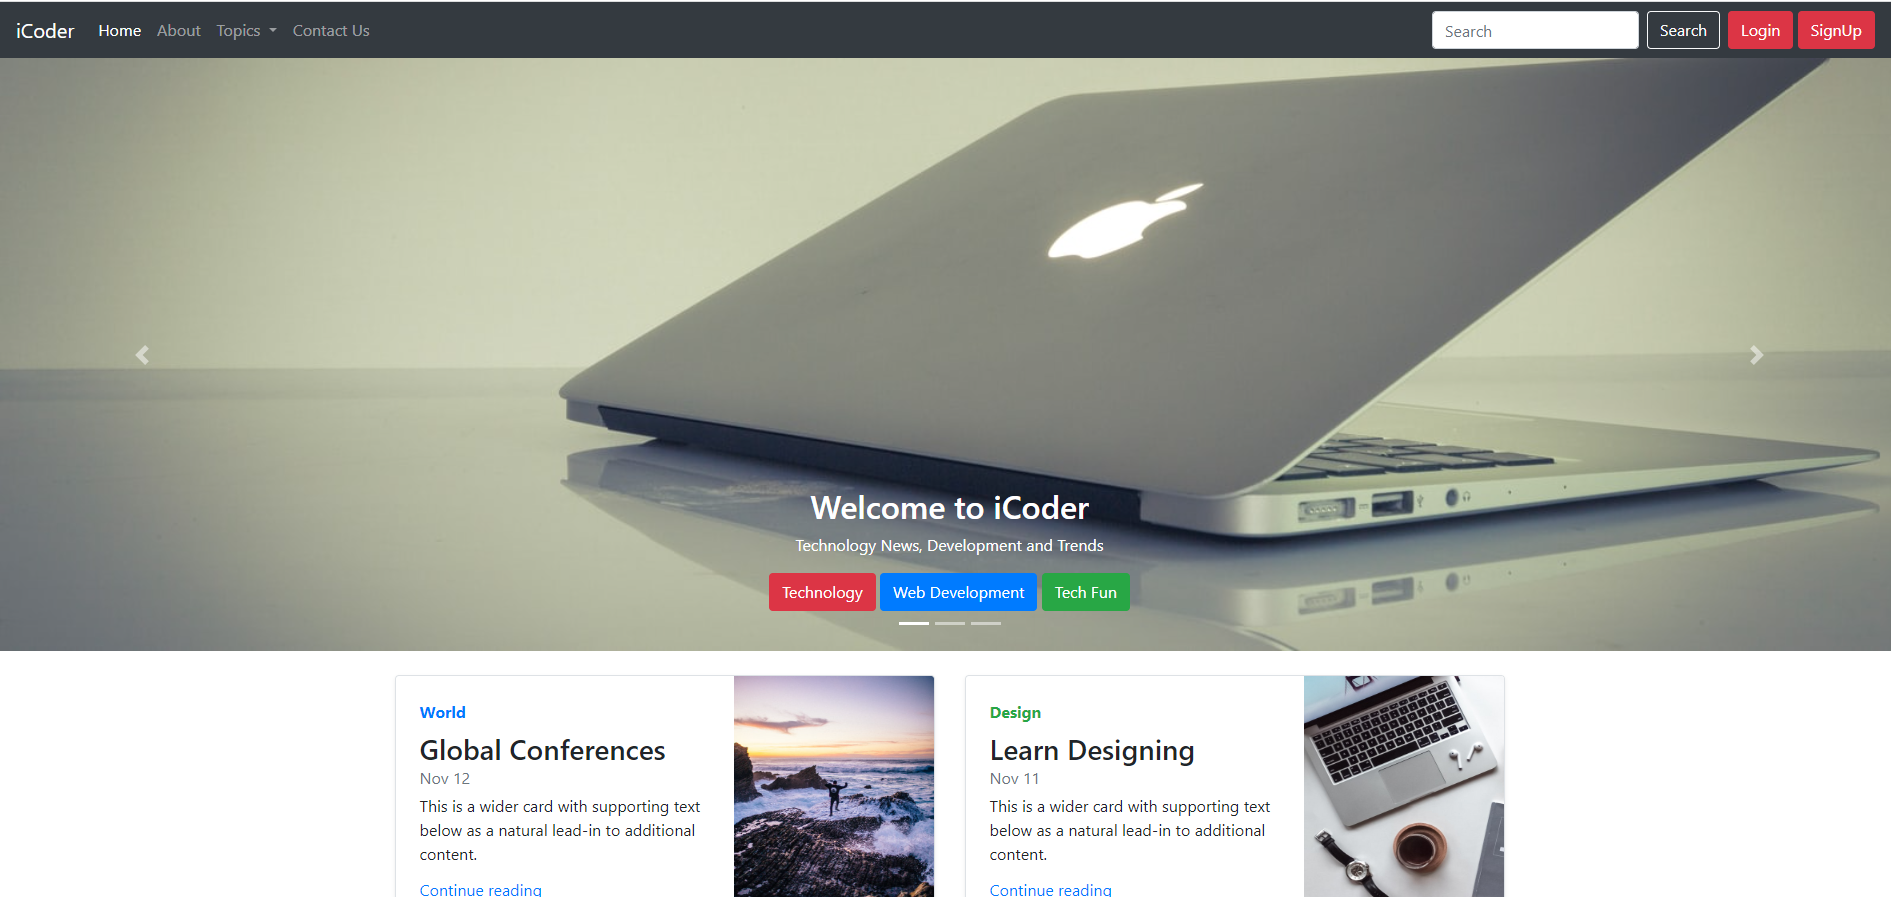 iCoder Home About Topics Contact Us Search Search Login SignUp
Welcome to iCoder
Technology News, Development and Trends
Technology Web Development Tech Fun
World
Global Conferences
Nov 12
This is a wider card with supporting text
below as a natural lead-in to additional
content.
Continue reading
Design
Learn Designing
Nov 11
This is a wider card with supporting text
below as a natural lead-in to additional
content.
Continue reading